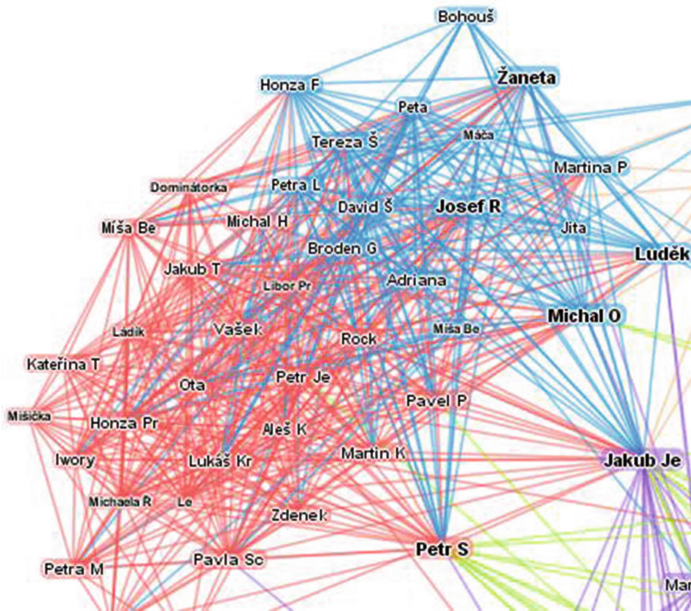 Bohouš
Žaneta
Honza F
Peta
Máča
Tereza Š
Martina P
Petra L
Dominátorka
David Š
Josef R
Michal H
Míša Be
Jita
Broden G
Luděk
Jakub T
Adriana
Libor Pr
Michal O
Ládík
Vašek
Míša Be
Rock
Kateřina T
Petr Je
Ota
Pavel P
Mišička
Honza Pr
Aleš K
Martin K
Iwory
Lukáš Kr
Jakub Je
Michaela R
Le
Zdenek
Petr S
Pavla Sc
Petra M
Mar